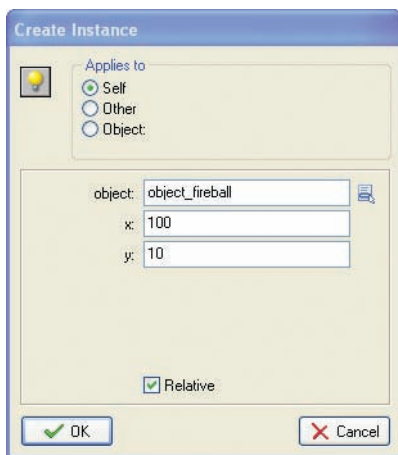 Create Instance
Applies to
Self
Other
Object:
object: object_fireball
x: 100
y: 10
Relative
OK Cancel